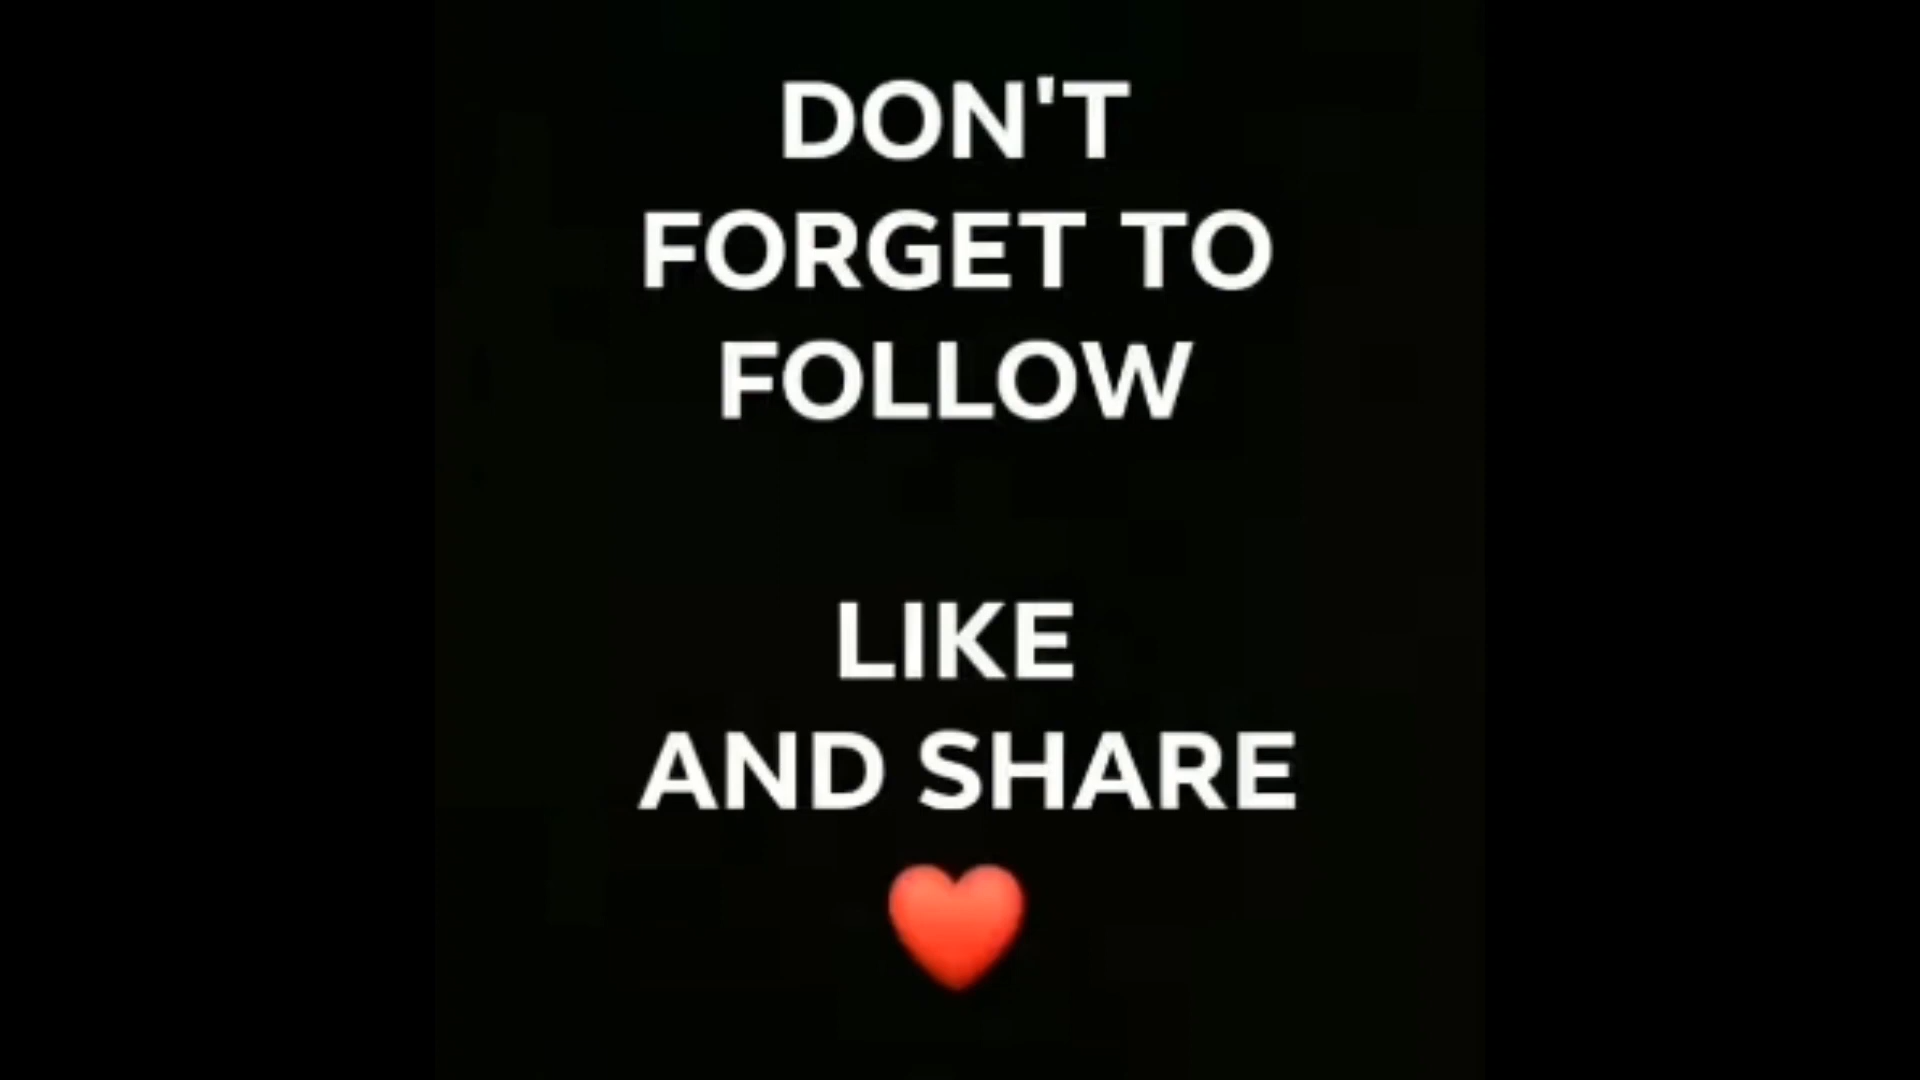 DON'T
FORGET TO
FOLLOW
LIKE
AND SHARE
❤️